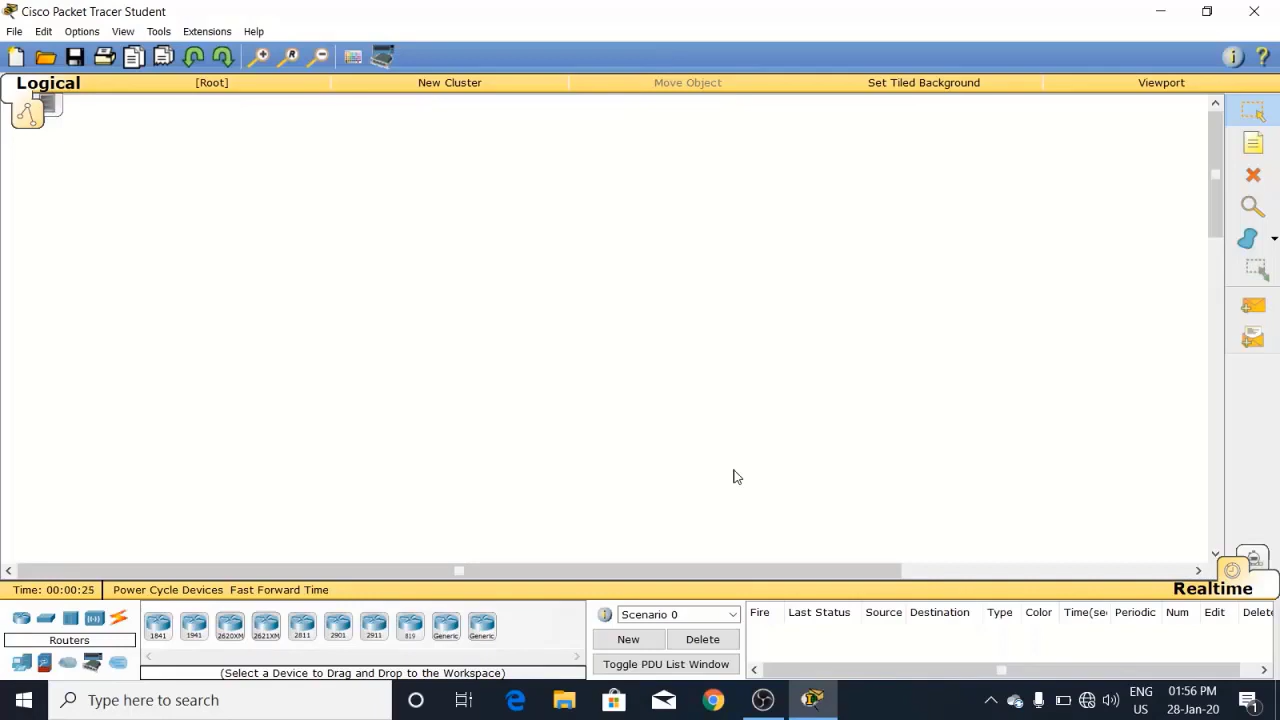 Cisco Packet Tracer Student
File Edit Options View Tools Extensions Help
Logical [Root] New Cluster Move Object Set Tiled Background Viewport
Time: 00:00:25 Power Cycle Devices Fast Forward Time Realtime
Routers
1841 1941 2620XM 2621XM 2811 2901 2911 819 Generic Generic
(Select a Device to Drag and Drop to the Workspace)
Scenario 0
New Delete
Toggle PDU List Window
Fire Last Status Source Destination Type Color Time(sec Periodic Num Edit Delete
Type here to search
ENG
US
01:56 PM
28-Jan-20
1